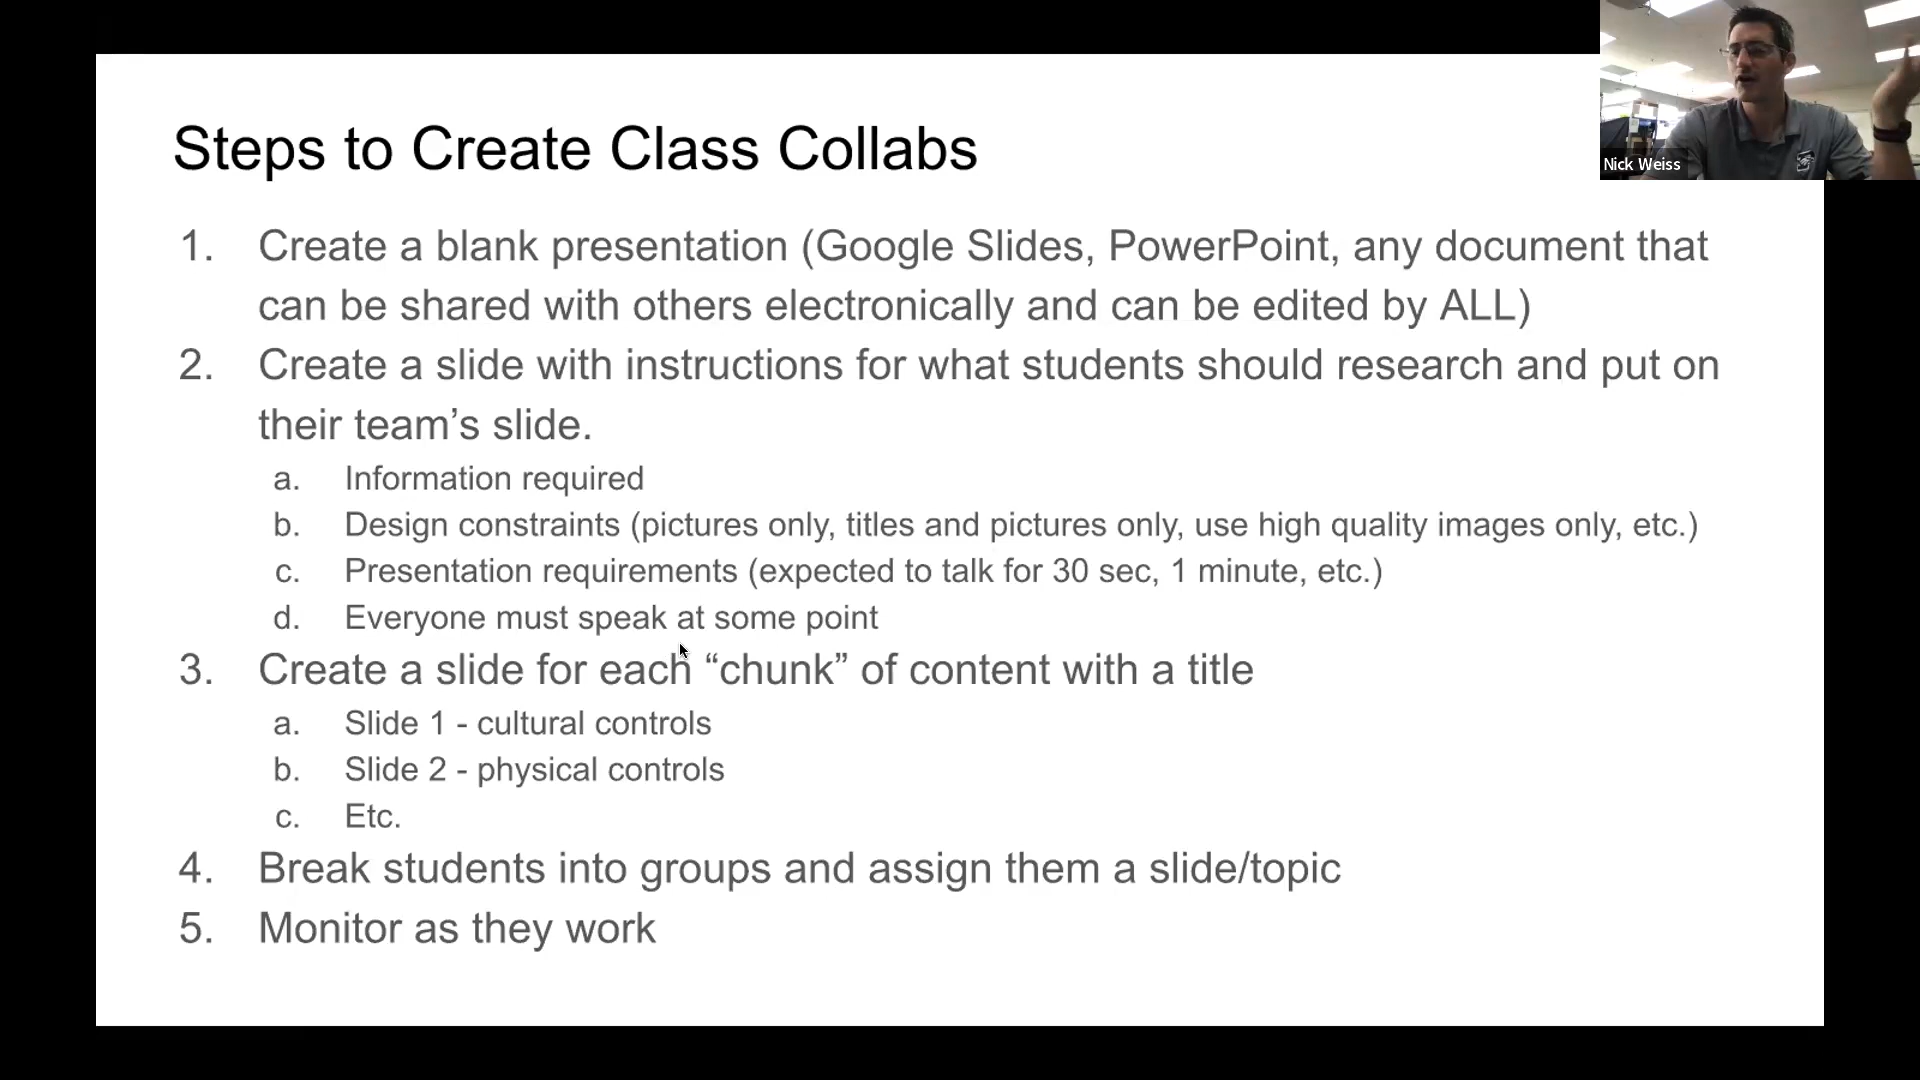 Steps to Create Class Collabs
Nick Weiss
1. Create a blank presentation (Google Slides, PowerPoint, any document that
can be shared with others electronically and can be edited by ALL)
2. Create a slide with instructions for what students should research and put on
their team’s slide.
a. Information required
b. Design constraints (pictures only, titles and pictures only, use high quality images only, etc.)
c. Presentation requirements (expected to talk for 30 sec, 1 minute, etc.)
d. Everyone must speak at some point
3. Create a slide for each “chunk” of content with a title
a. Slide 1 - cultural controls
b. Slide 2 - physical controls
c. Etc.
4. Break students into groups and assign them a slide/topic
5. Monitor as they work